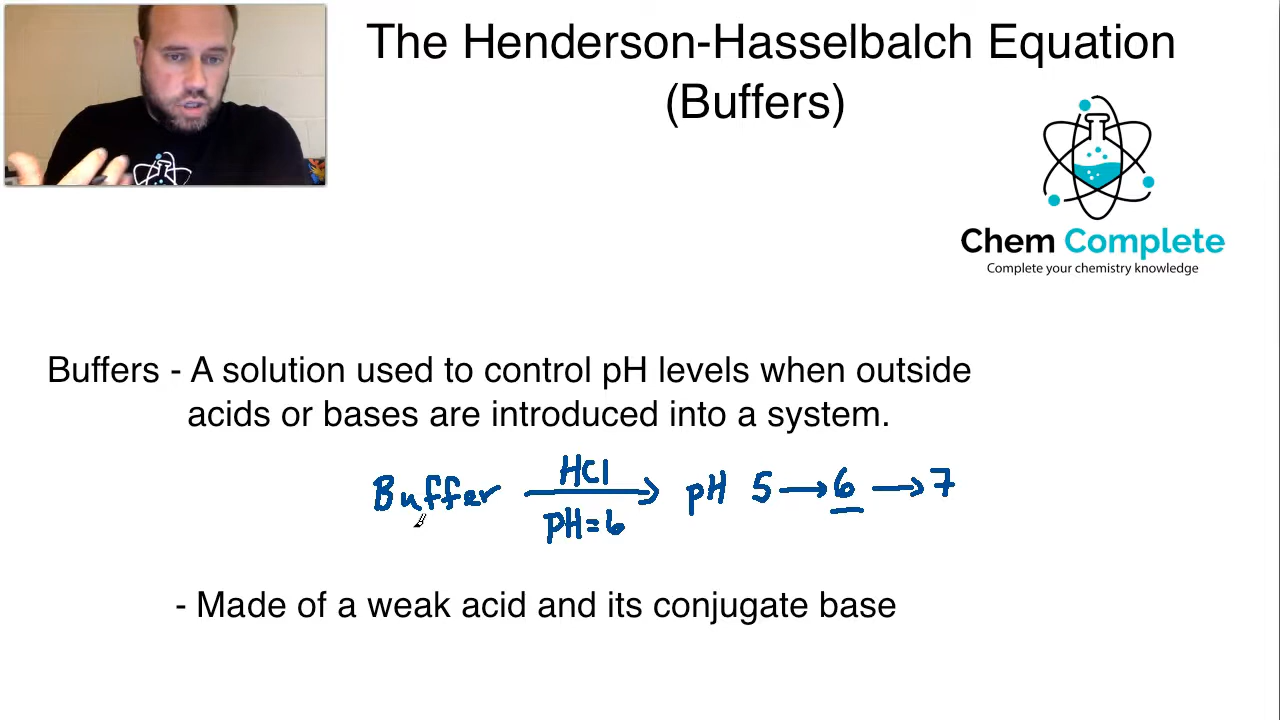 The Henderson-Hasselbalch Equation
(Buffers)
Chem Complete
Complete your chemistry knowledge
Buffers - A solution used to control pH levels when outside
acids or bases are introduced into a system.
Buffer HCl pH=6 → pH 5 → 6 → 7
- Made of a weak acid and its conjugate base